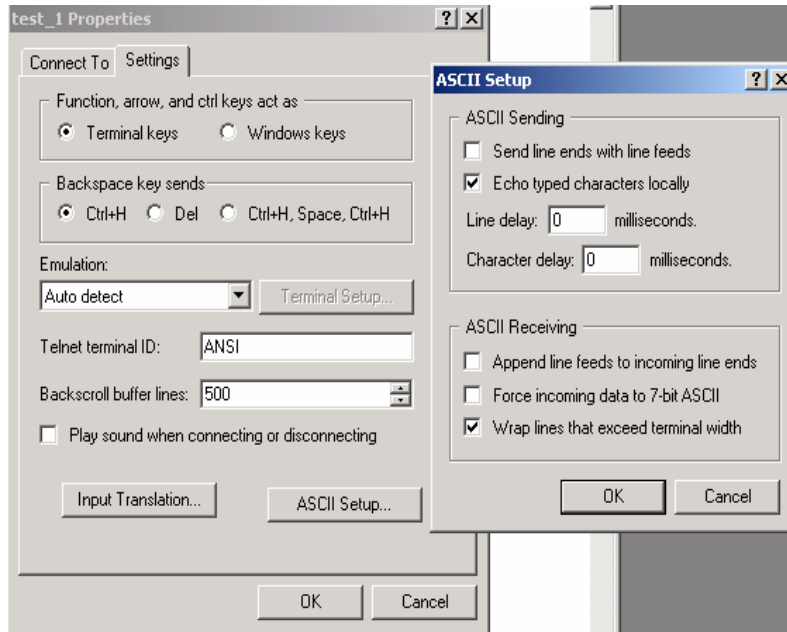 test_1 Properties
Connect To
Settings
Function, arrow, and ctrl keys act as
Terminal keys
Windows keys
Backspace key sends
Ctrl+H
Del
Ctrl+H, Space, Ctrl+H
Emulation:
Auto detect
Terminal Setup...
Telnet terminal ID:
ANSI
Backscroll buffer lines:
500
Play sound when connecting or disconnecting
Input Translation...
ASCII Setup...
OK
Cancel
ASCII Setup
ASCII Sending
Send line ends with line feeds
Echo typed characters locally
Line delay: 0 milliseconds.
Character delay: 0 milliseconds.
ASCII Receiving
Append line feeds to incoming line ends
Force incoming data to 7-bit ASCII
Wrap lines that exceed terminal width
OK
Cancel